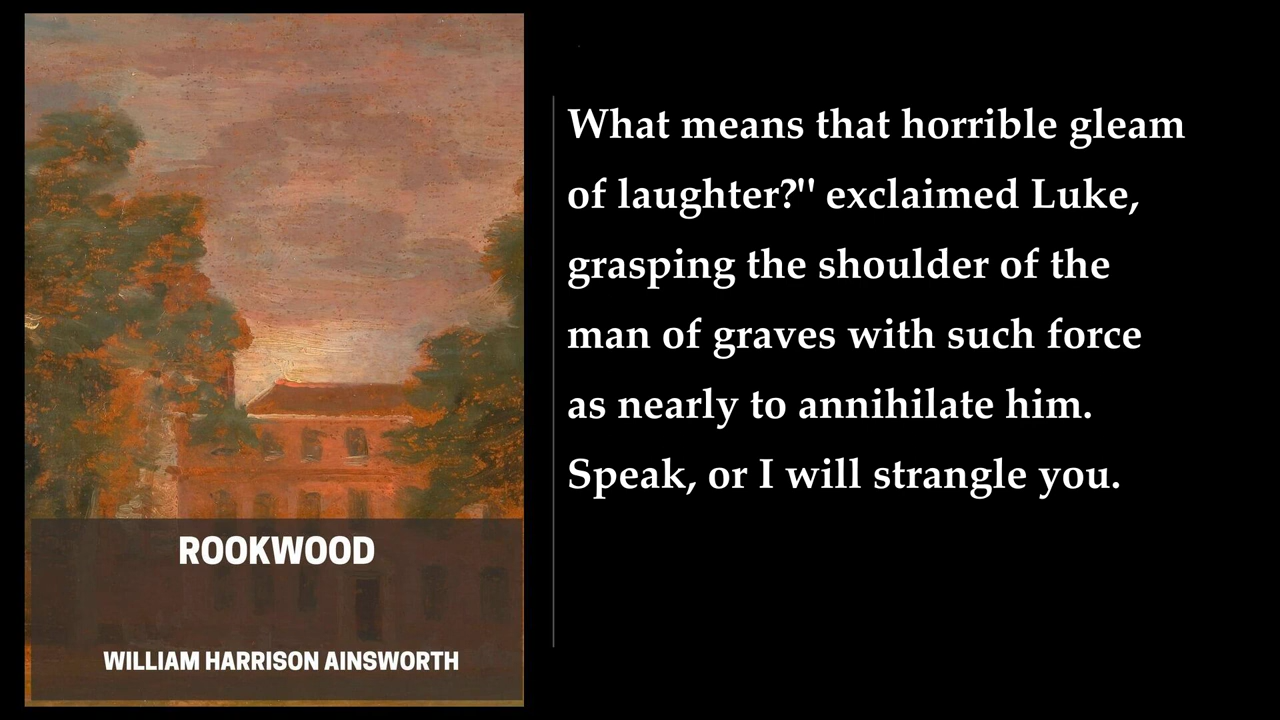 What means that horrible gleam
of laughter?" exclaimed Luke,
grasping the shoulder of the
man of graves with such force
as nearly to annihilate him.
Speak, or I will strangle you.
ROOKWOOD
WILLIAM HARRISON AINSWORTH